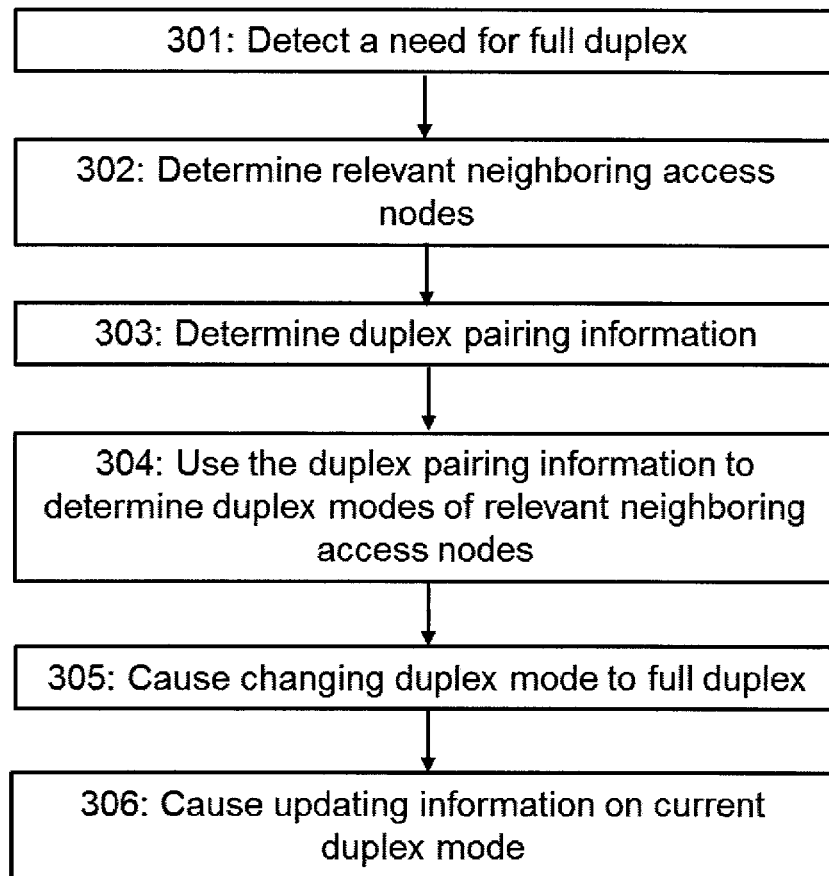 301: Detect a need for full duplex
302: Determine relevant neighboring access
nodes
303: Determine duplex pairing information
304: Use the duplex pairing information to
determine duplex modes of relevant neighboring
access nodes
305: Cause changing duplex mode to full duplex
306: Cause updating information on current
duplex mode